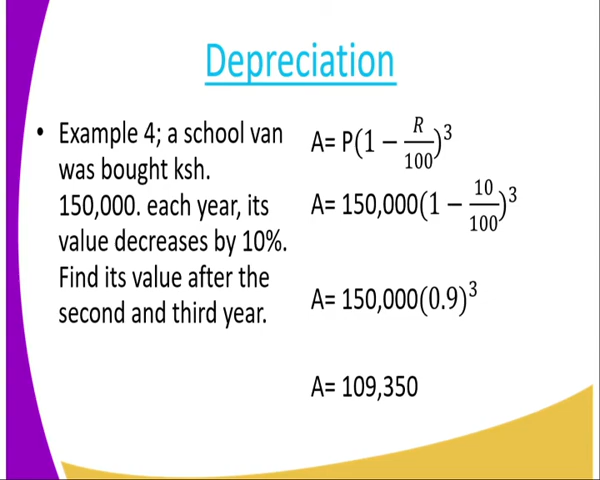 Depreciation
• Example 4; a school van
was bought ksh.
150,000. each year, its
value decreases by 10%.
Find its value after the
second and third year.
A= P(1 − R/100)³
A= 150,000(1 − 10/100)³
A= 150,000(0.9)³
A= 109,350